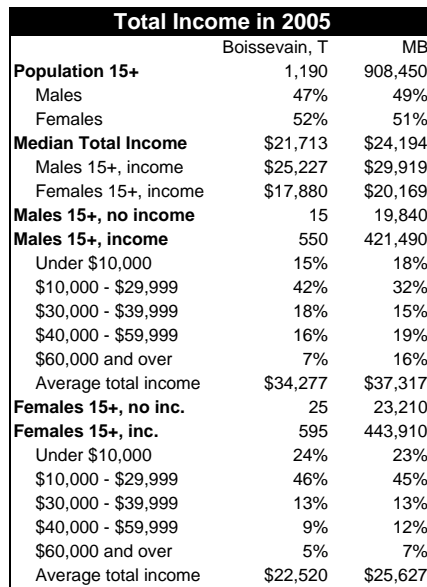 Total Income in 2005
Boissevain, T MB
Population 15+ 1,190 908,450
Males 47% 49%
Females 52% 51%
Median Total Income $21,713 $24,194
Males 15+, income $25,227 $29,919
Females 15+, income $17,880 $20,169
Males 15+, no income 15 19,840
Males 15+, income 550 421,490
Under $10,000 15% 18%
$10,000 - $29,999 42% 32%
$30,000 - $39,999 18% 15%
$40,000 - $59,999 16% 19%
$60,000 and over 7% 16%
Average total income $34,277 $37,317
Females 15+, no inc. 25 23,210
Females 15+, inc. 595 443,910
Under $10,000 24% 23%
$10,000 - $29,999 46% 45%
$30,000 - $39,999 13% 13%
$40,000 - $59,999 9% 12%
$60,000 and over 5% 7%
Average total income $22,520 $25,627